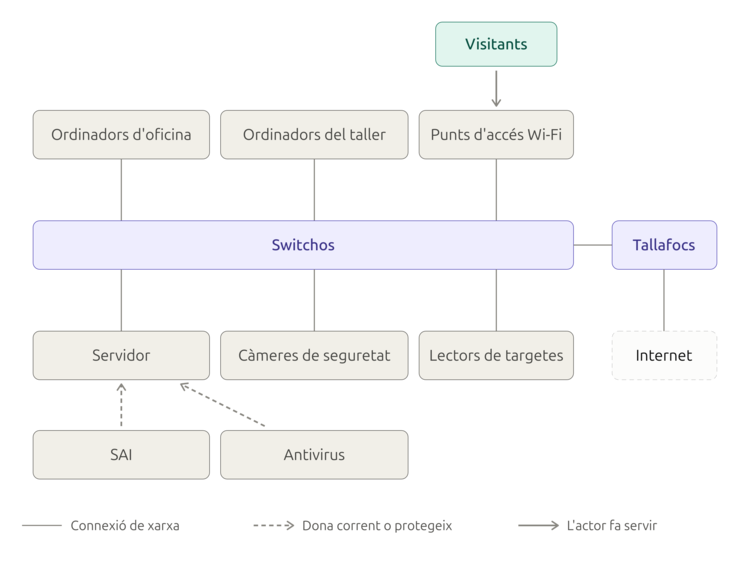 Visitants
Ordinadors d'oficina
Ordinadors del taller
Punts d'accés Wi-Fi
Switchos
Tallafocs
Servidor
Càmeres de seguretat
Lectors de targetes
Internet
SAI
Antivirus
Connexió de xarxa
Dona corrent o protegeix
L'actor fa servir